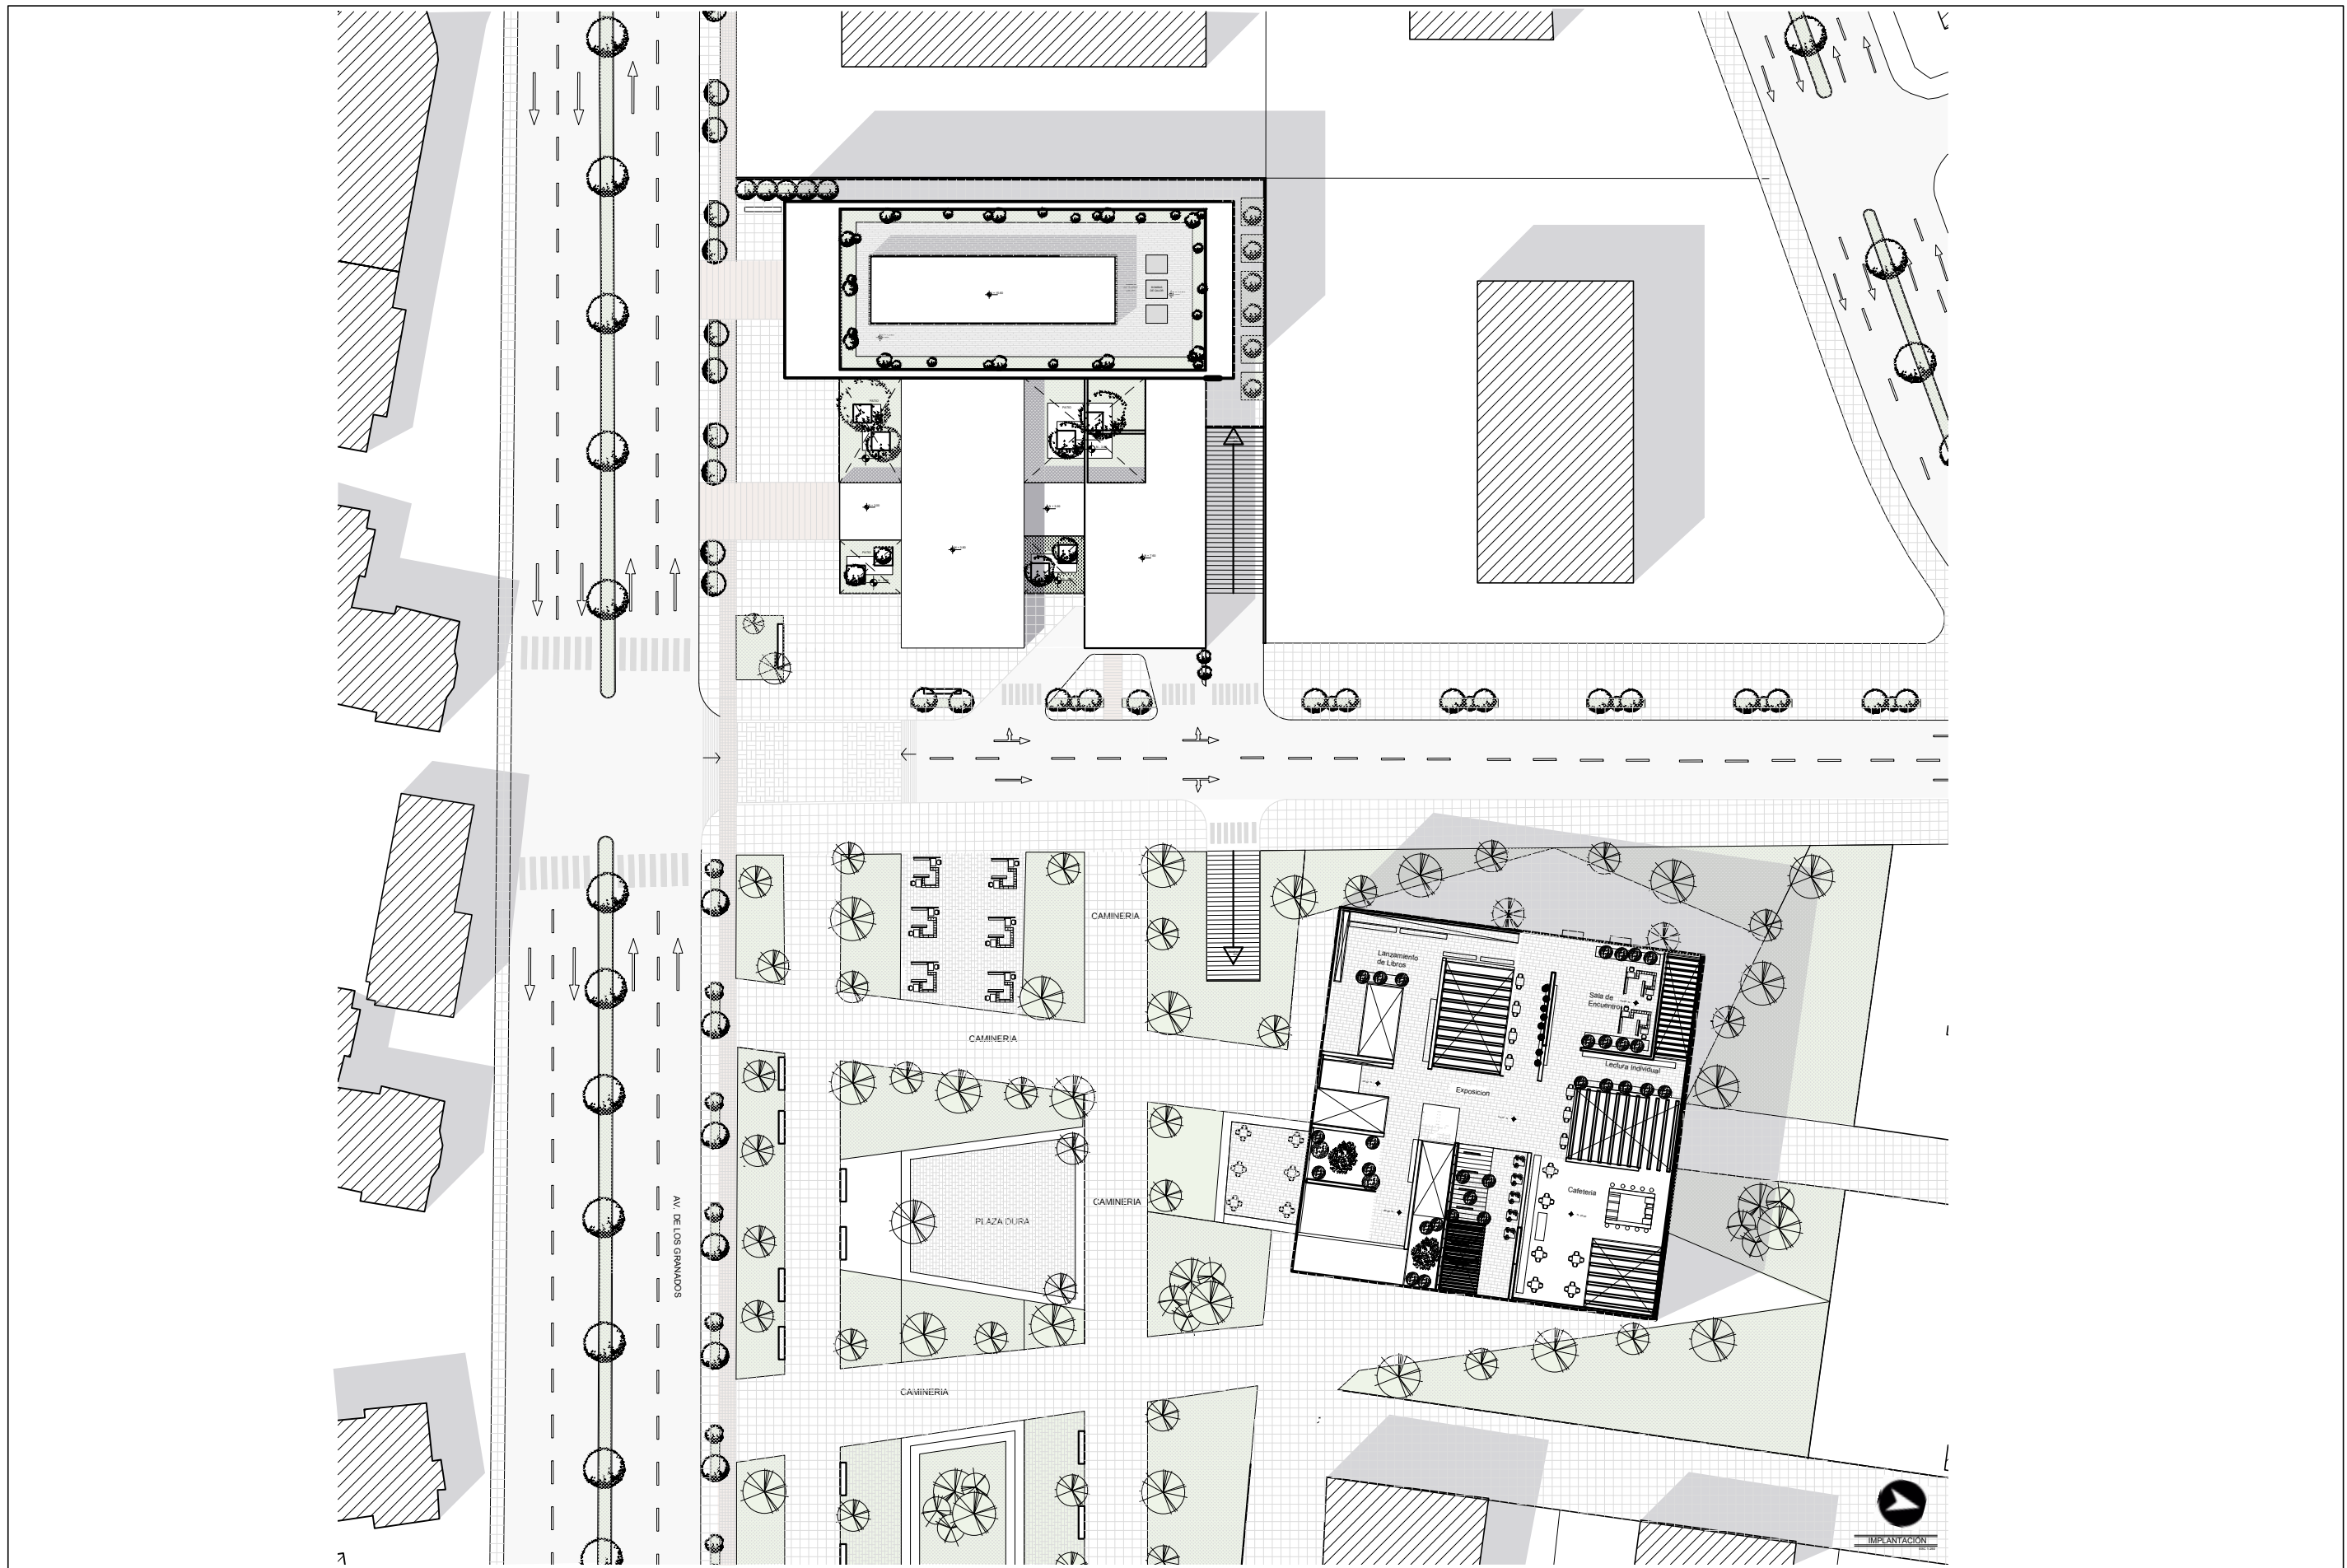 CAMINERIA
Lanzamiento
de Libros
Sala de
Encuentro
CAMINERIA
Lectura Individual
Exposicion
Cafeteria
CAMINERIA
PLAZA DURA
AV. DE LOS GRANADOS
CAMINERIA
IMPLANTACIÓN